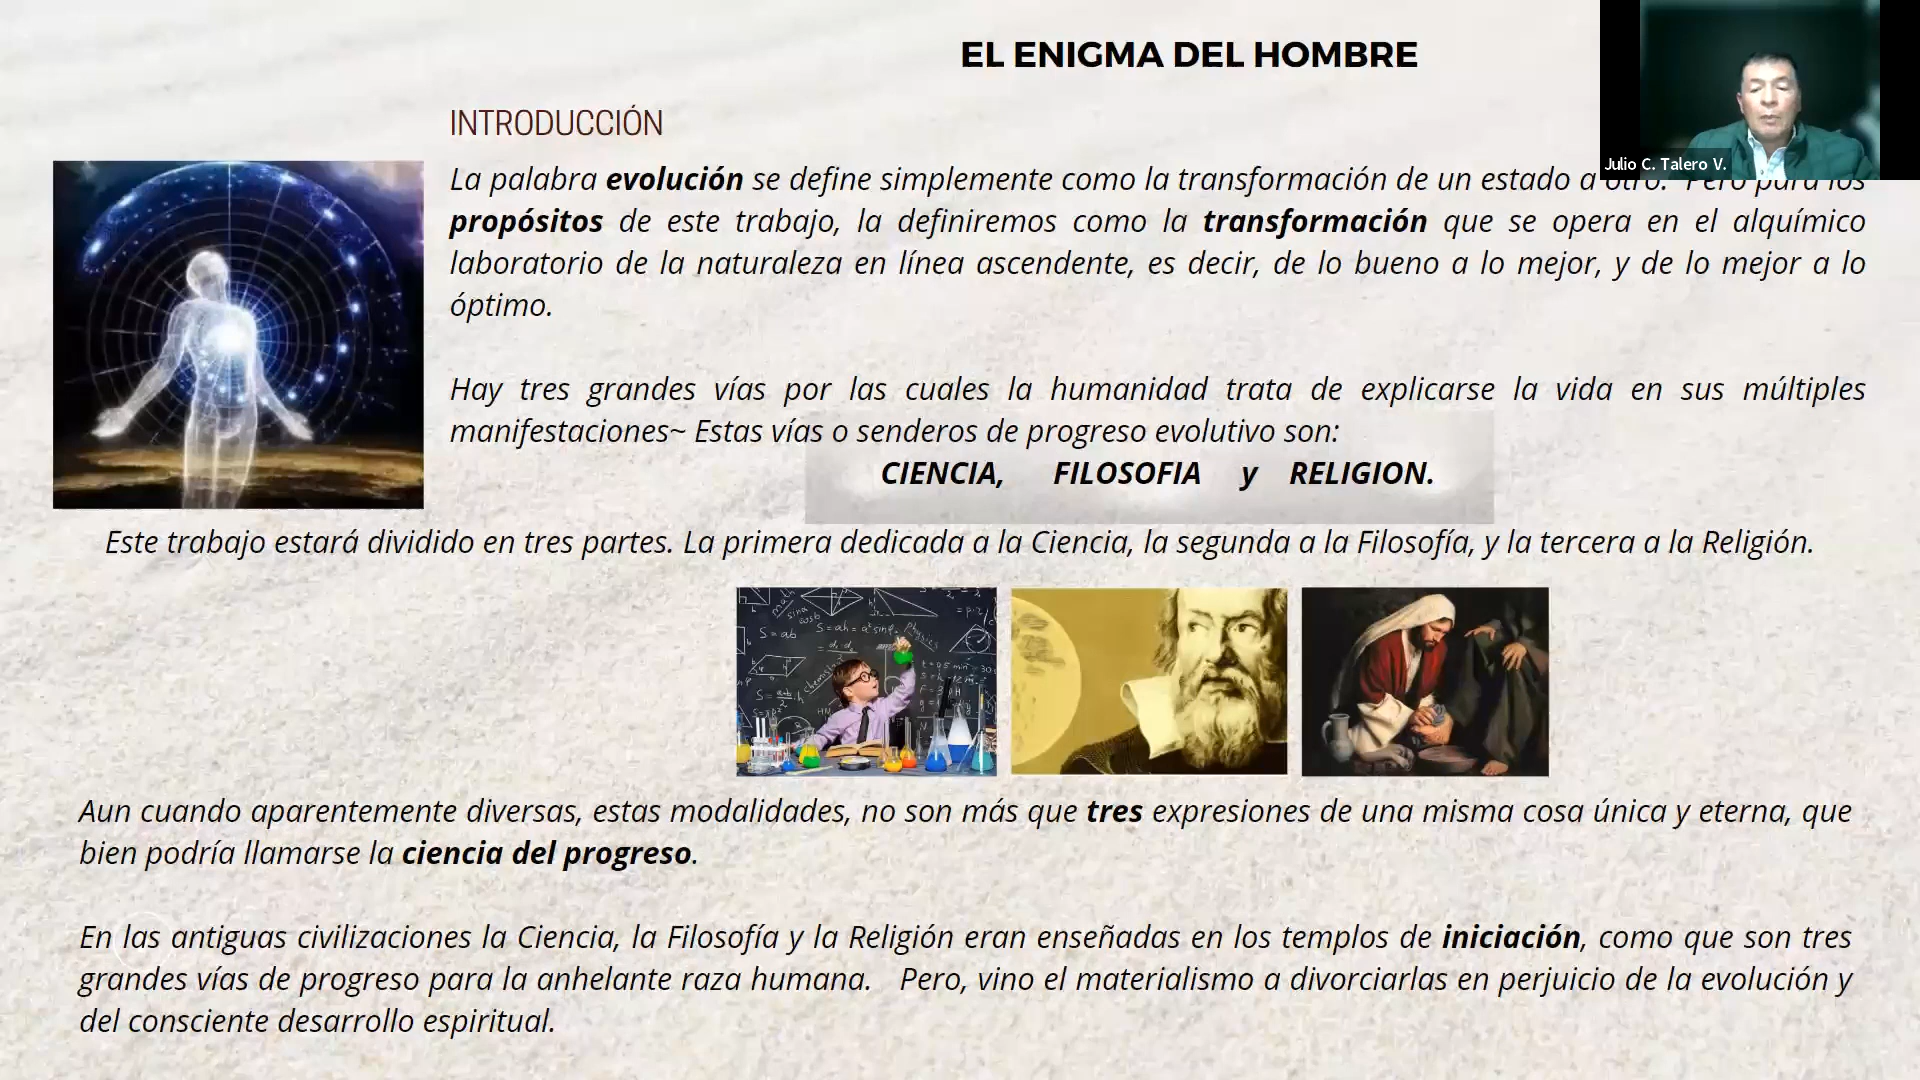 EL ENIGMA DEL HOMBRE
Julio C. Talero V.
INTRODUCCIÓN
La palabra evolución se define simplemente como la transformación de un estado a otro. Pero para los
propósitos de este trabajo, la definiremos como la transformación que se opera en el alquímico
laboratorio de la naturaleza en línea ascendente, es decir, de lo bueno a lo mejor, y de lo mejor a lo
óptimo.
Hay tres grandes vías por las cuales la humanidad trata de explicarse la vida en sus múltiples
manifestaciones~ Estas vías o senderos de progreso evolutivo son:
CIENCIA, FILOSOFIA y RELIGION.
Este trabajo estará dividido en tres partes. La primera dedicada a la Ciencia, la segunda a la Filosofía, y la tercera a la Religión.
Aun cuando aparentemente diversas, estas modalidades, no son más que tres expresiones de una misma cosa única y eterna, que
bien podría llamarse la ciencia del progreso.
En las antiguas civilizaciones la Ciencia, la Filosofía y la Religión eran enseñadas en los templos de iniciación, como que son tres
grandes vías de progreso para la anhelante raza humana. Pero, vino el materialismo a divorciarlas en perjuicio de la evolución y
del consciente desarrollo espiritual.